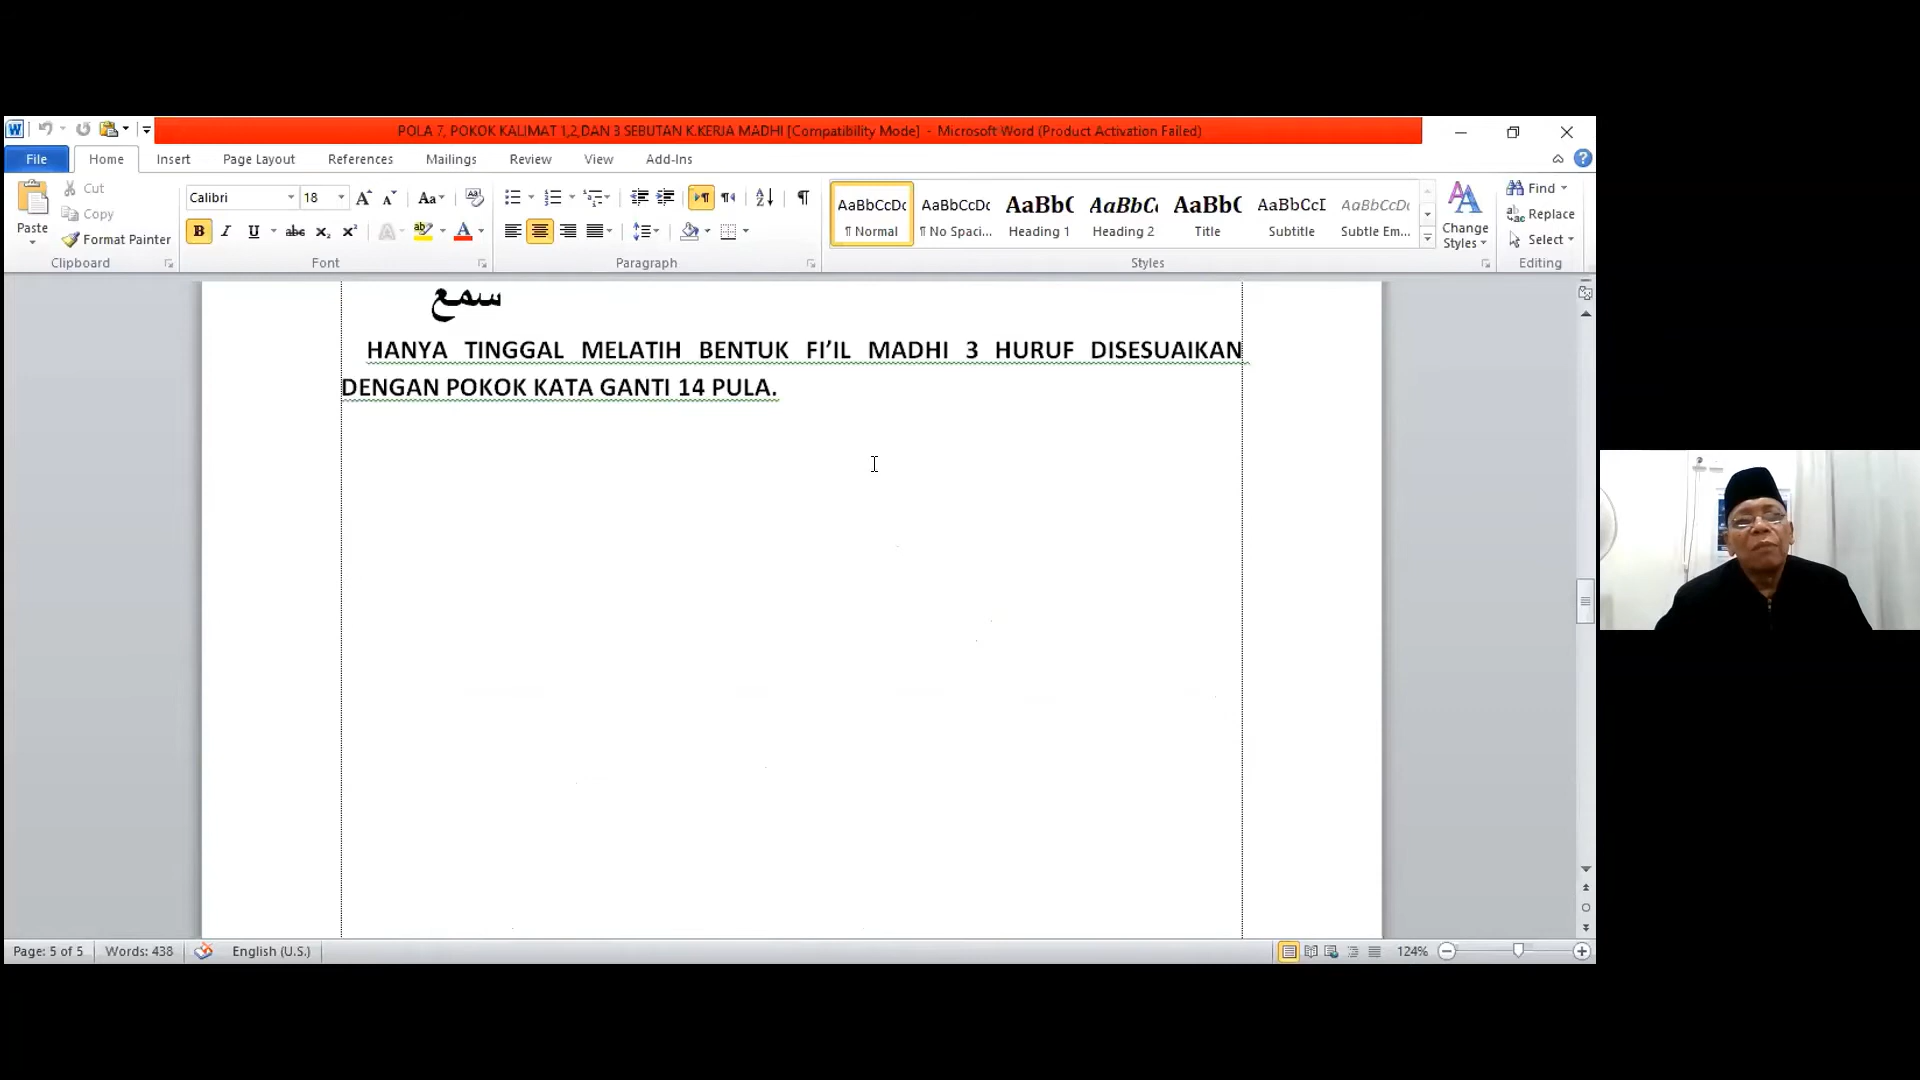 POLA 7, POKOK KALIMAT 1,2,DAN 3 SEBUTAN K.KERJA MADHI [Compatibility Mode] - Microsoft Word (Product Activation Failed)
File Home Insert Page Layout References Mailings Review View Add-Ins
Paste
Cut
Copy
Format Painter
Clipboard
Calibri 18
Font
Paragraph
AaBbCcDc AaBbCcDc AaBbC AaBbC AaBbC AaBbCcI AaBbCcDc
¶ Normal ¶ No Spaci... Heading 1 Heading 2 Title Subtitle Subtle Em...
Styles
Change Styles
Find
Replace
Select
Editing
سمع
HANYA TINGGAL MELATIH BENTUK FI’IL MADHI 3 HURUF DISESUAIKAN
DENGAN POKOK KATA GANTI 14 PULA.
Page: 5 of 5 Words: 438 English (U.S.) 124%